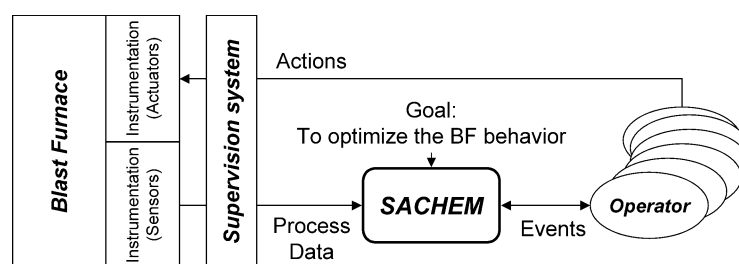 Blast Furnace
Instrumentation
(Actuators)
Instrumentation
(Sensors)
Supervision system
Actions
Goal:
To optimize the BF behavior
SACHEM
Process
Data
Events
Operator